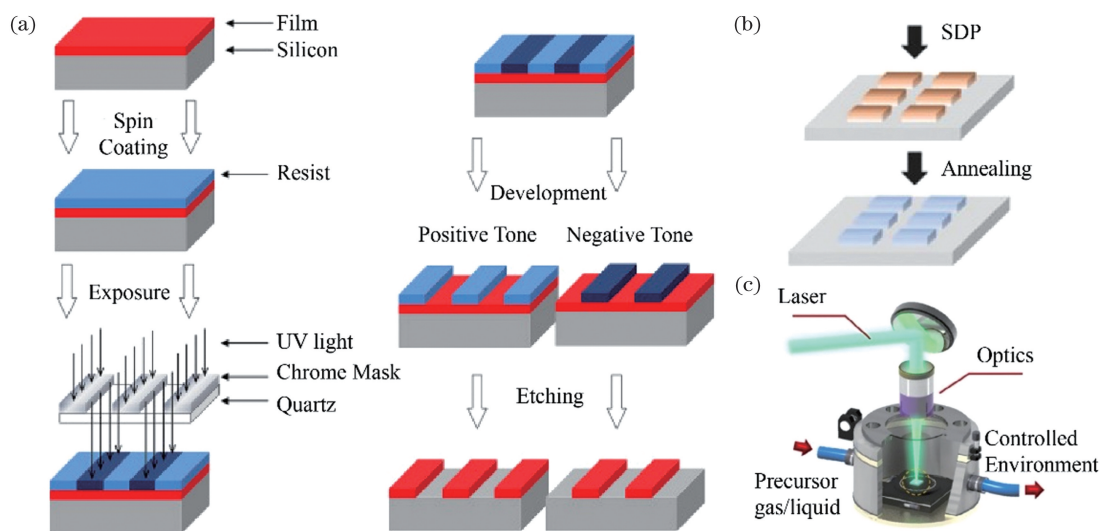 (a)
Film
Silicon
Spin
Coating
Resist
Exposure
UV light
Chrome Mask
Quartz
Development
Positive Tone
Negative Tone
Etching
(b)
SDP
Annealing
(c)
Laser
Optics
Controlled
Environment
Precursor
gas/liquid